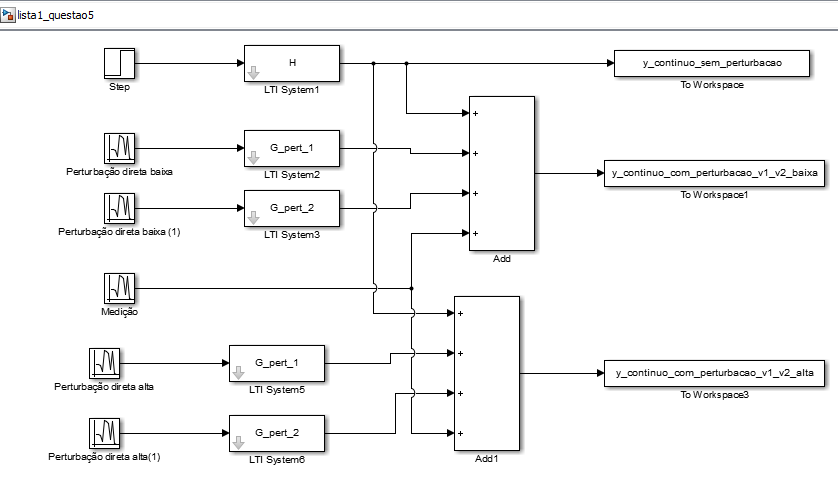 lista1_questao5
H
y_continuo_sem_perturbacao
Step
LTI System1
To Workspace
+
G_pert_1
+
Perturbação direta baixa
LTI System2
y_continuo_com_perturbacao_v1_v2_baixa
G_pert_2
+
To Workspace1
Perturbação direta baixa (1)
LTI System3
+
Add
Medição
+
G_pert_1
+
Perturbação direta alta
LTI System5
y_continuo_com_perturbacao_v1_v2_alta
+
To Workspace3
G_pert_2
+
Perturbação direta alta(1)
LTI System6
Add1